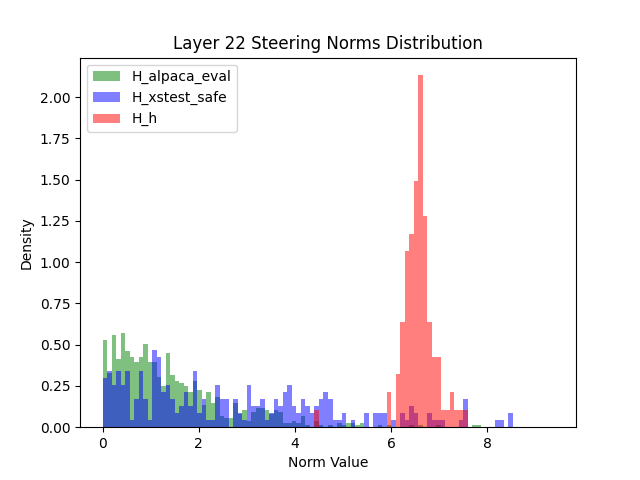 Layer 22 Steering Norms Distribution
H_alpaca_eval
H_xstest_safe
H_h
2.00
1.75
1.50
1.25
1.00
0.75
0.50
0.25
0.00
Density
0 2 4 6 8
Norm Value